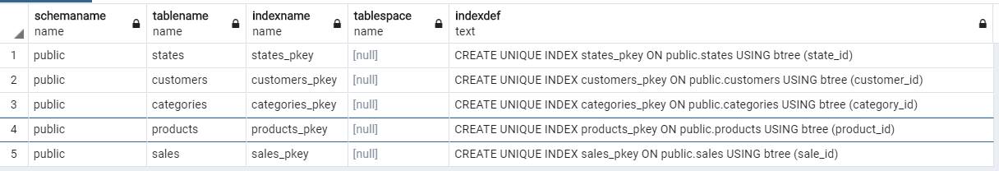 schemaname tablename indexname tablespace indexdef
name name name name text
1 public states states_pkey [null] CREATE UNIQUE INDEX states_pkey ON public.states USING btree (state_id)
2 public customers customers_pkey [null] CREATE UNIQUE INDEX customers_pkey ON public.customers USING btree (customer_id)
3 public categories categories_pkey [null] CREATE UNIQUE INDEX categories_pkey ON public.categories USING btree (category_id)
4 public products products_pkey [null] CREATE UNIQUE INDEX products_pkey ON public.products USING btree (product_id)
5 public sales sales_pkey [null] CREATE UNIQUE INDEX sales_pkey ON public.sales USING btree (sale_id)